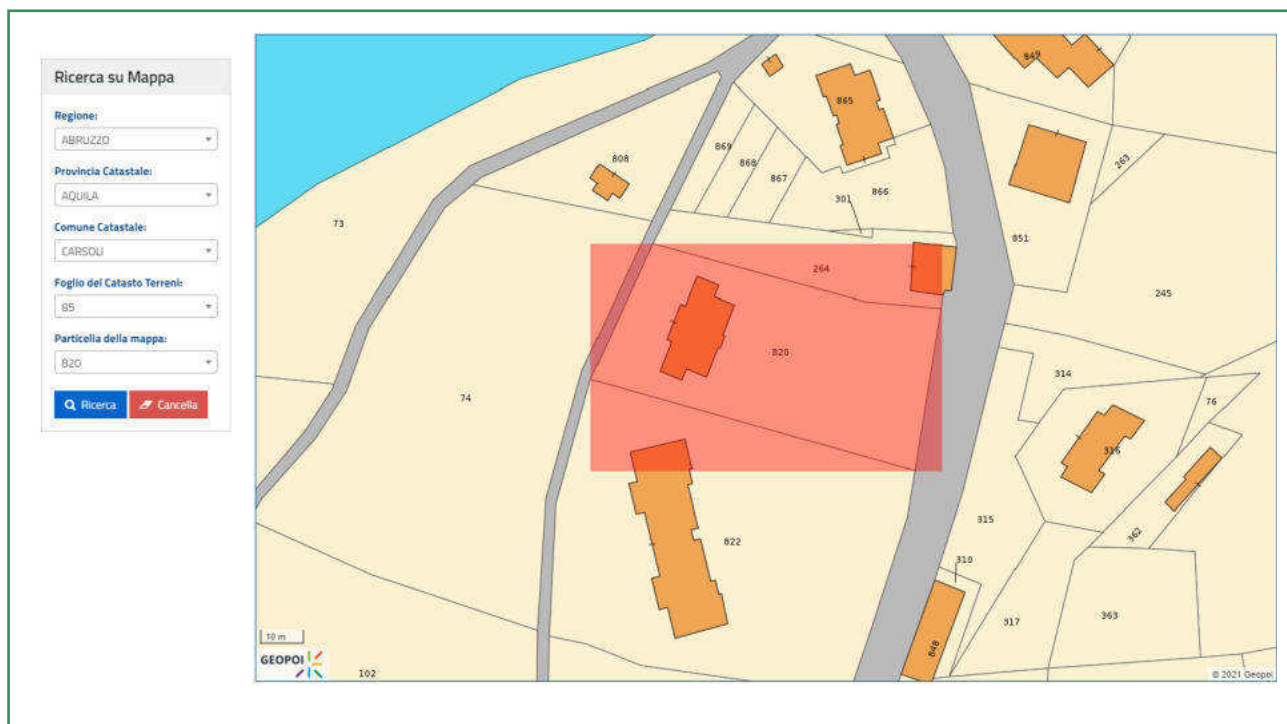 Ricerca su Mappa
Regione:
ABRUZZO
Provincia Catastale:
AQUILA
Comune Catastale:
CARSOLI
Foglio del Catasto Terreni:
65
Particella della mappa:
820
Ricerca
Cancella
849
865
869
808
868
263
867
866
301
73
851
264
245
820
314
74
76
316
315
822
362
310
317
363
848
10 m
GEOPOI
102
© 2021 Geopoi